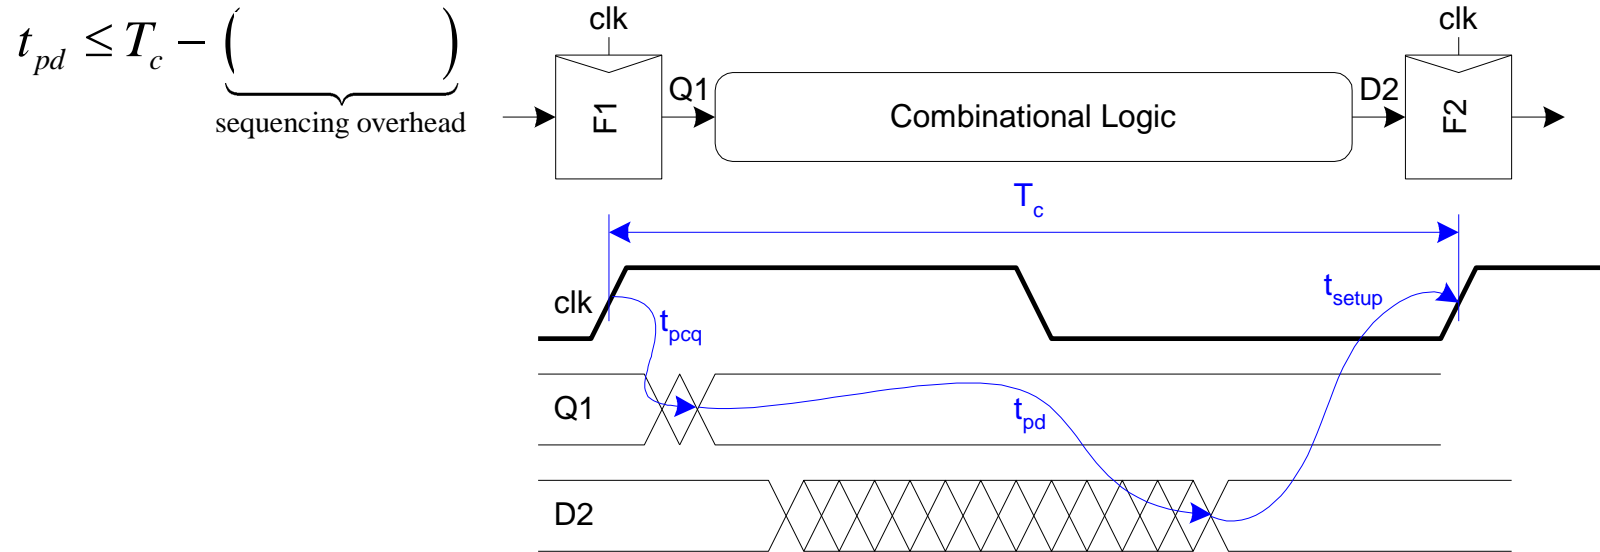 t_pd ≤ T_c − ( )
sequencing overhead
clk
clk
F1
Q1
Combinational Logic
D2
F2
T_c
clk
t_pcq
t_setup
Q1
t_pd
D2